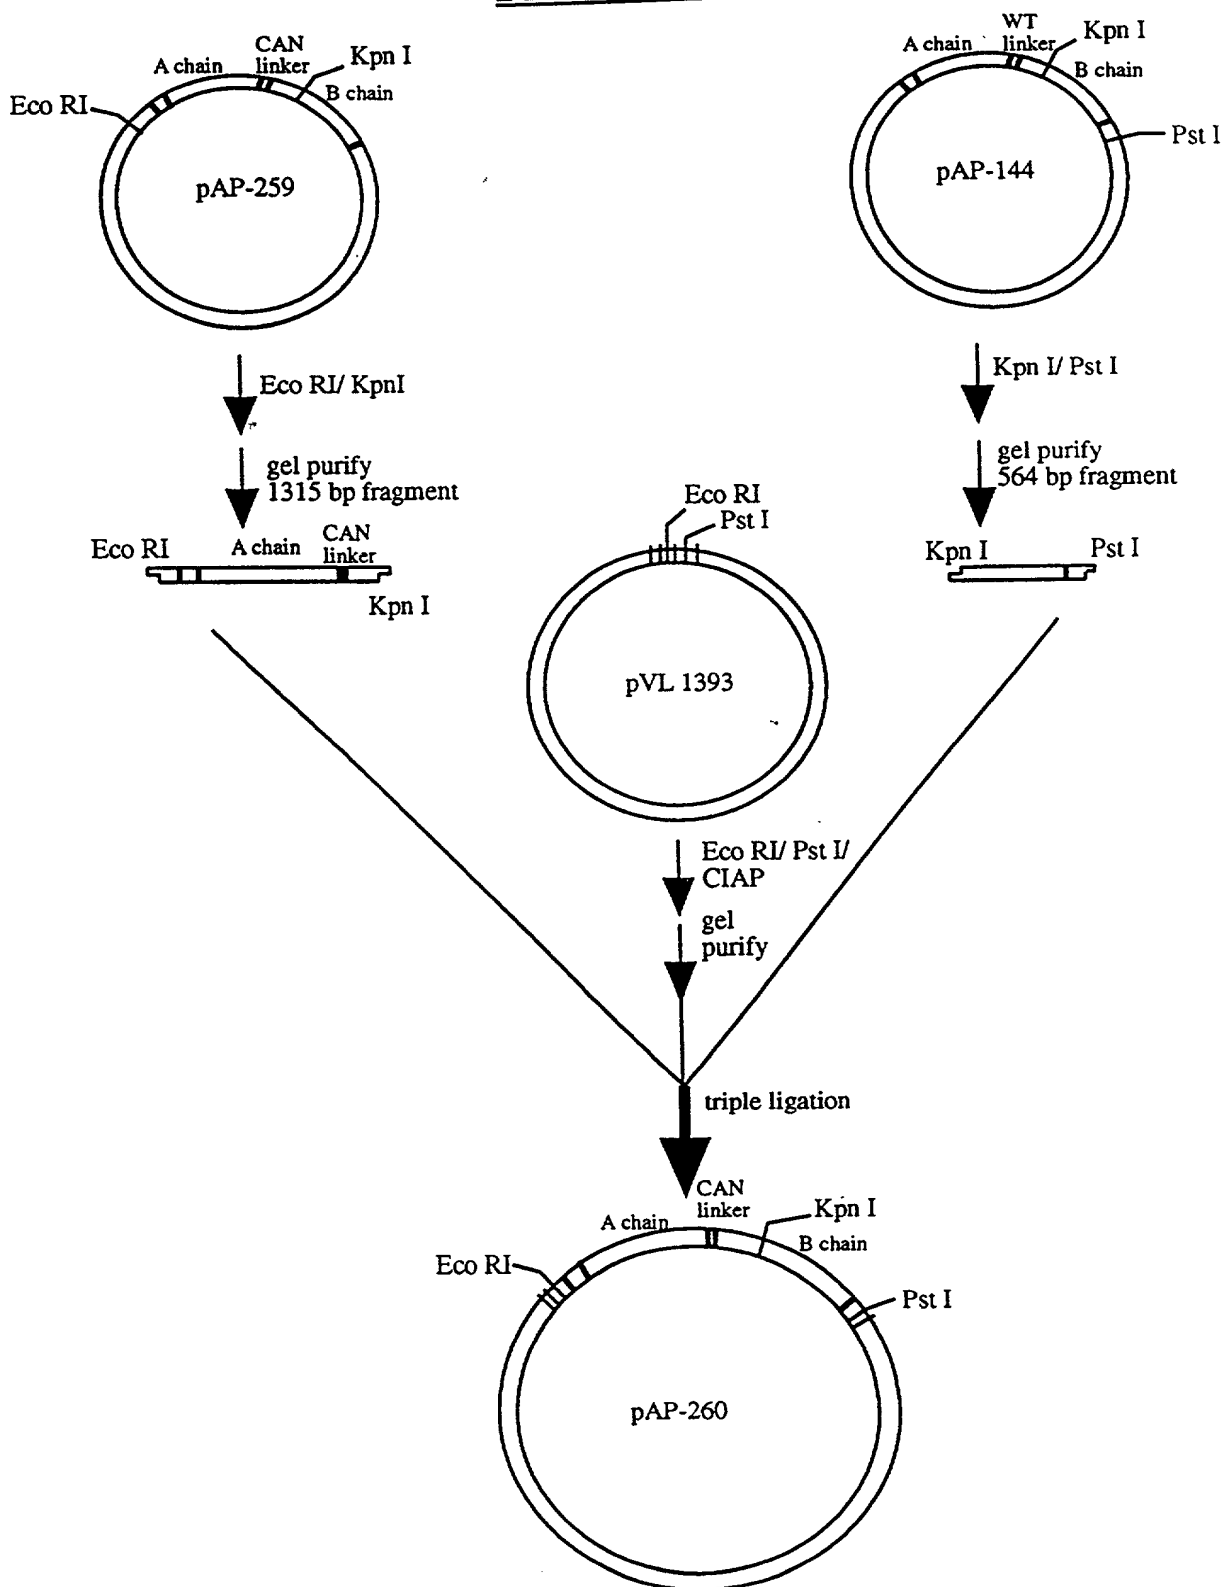 A chain
CAN
linker
Kpn I
B chain
Eco RI
pAP-259
Eco RI/ KpnI
gel purify
1315 bp fragment
Eco RI
A chain
CAN
linker
Kpn I
A chain
WT
linker
Kpn I
B chain
Pst I
pAP-144
Kpn I/ Pst I
gel purify
564 bp fragment
Kpn I
Pst I
Eco RI
Pst I
pVL 1393
Eco RI/ Pst I/
CIAP
gel
purify
triple ligation
CAN
linker
A chain
Kpn I
B chain
Eco RI
Pst I
pAP-260